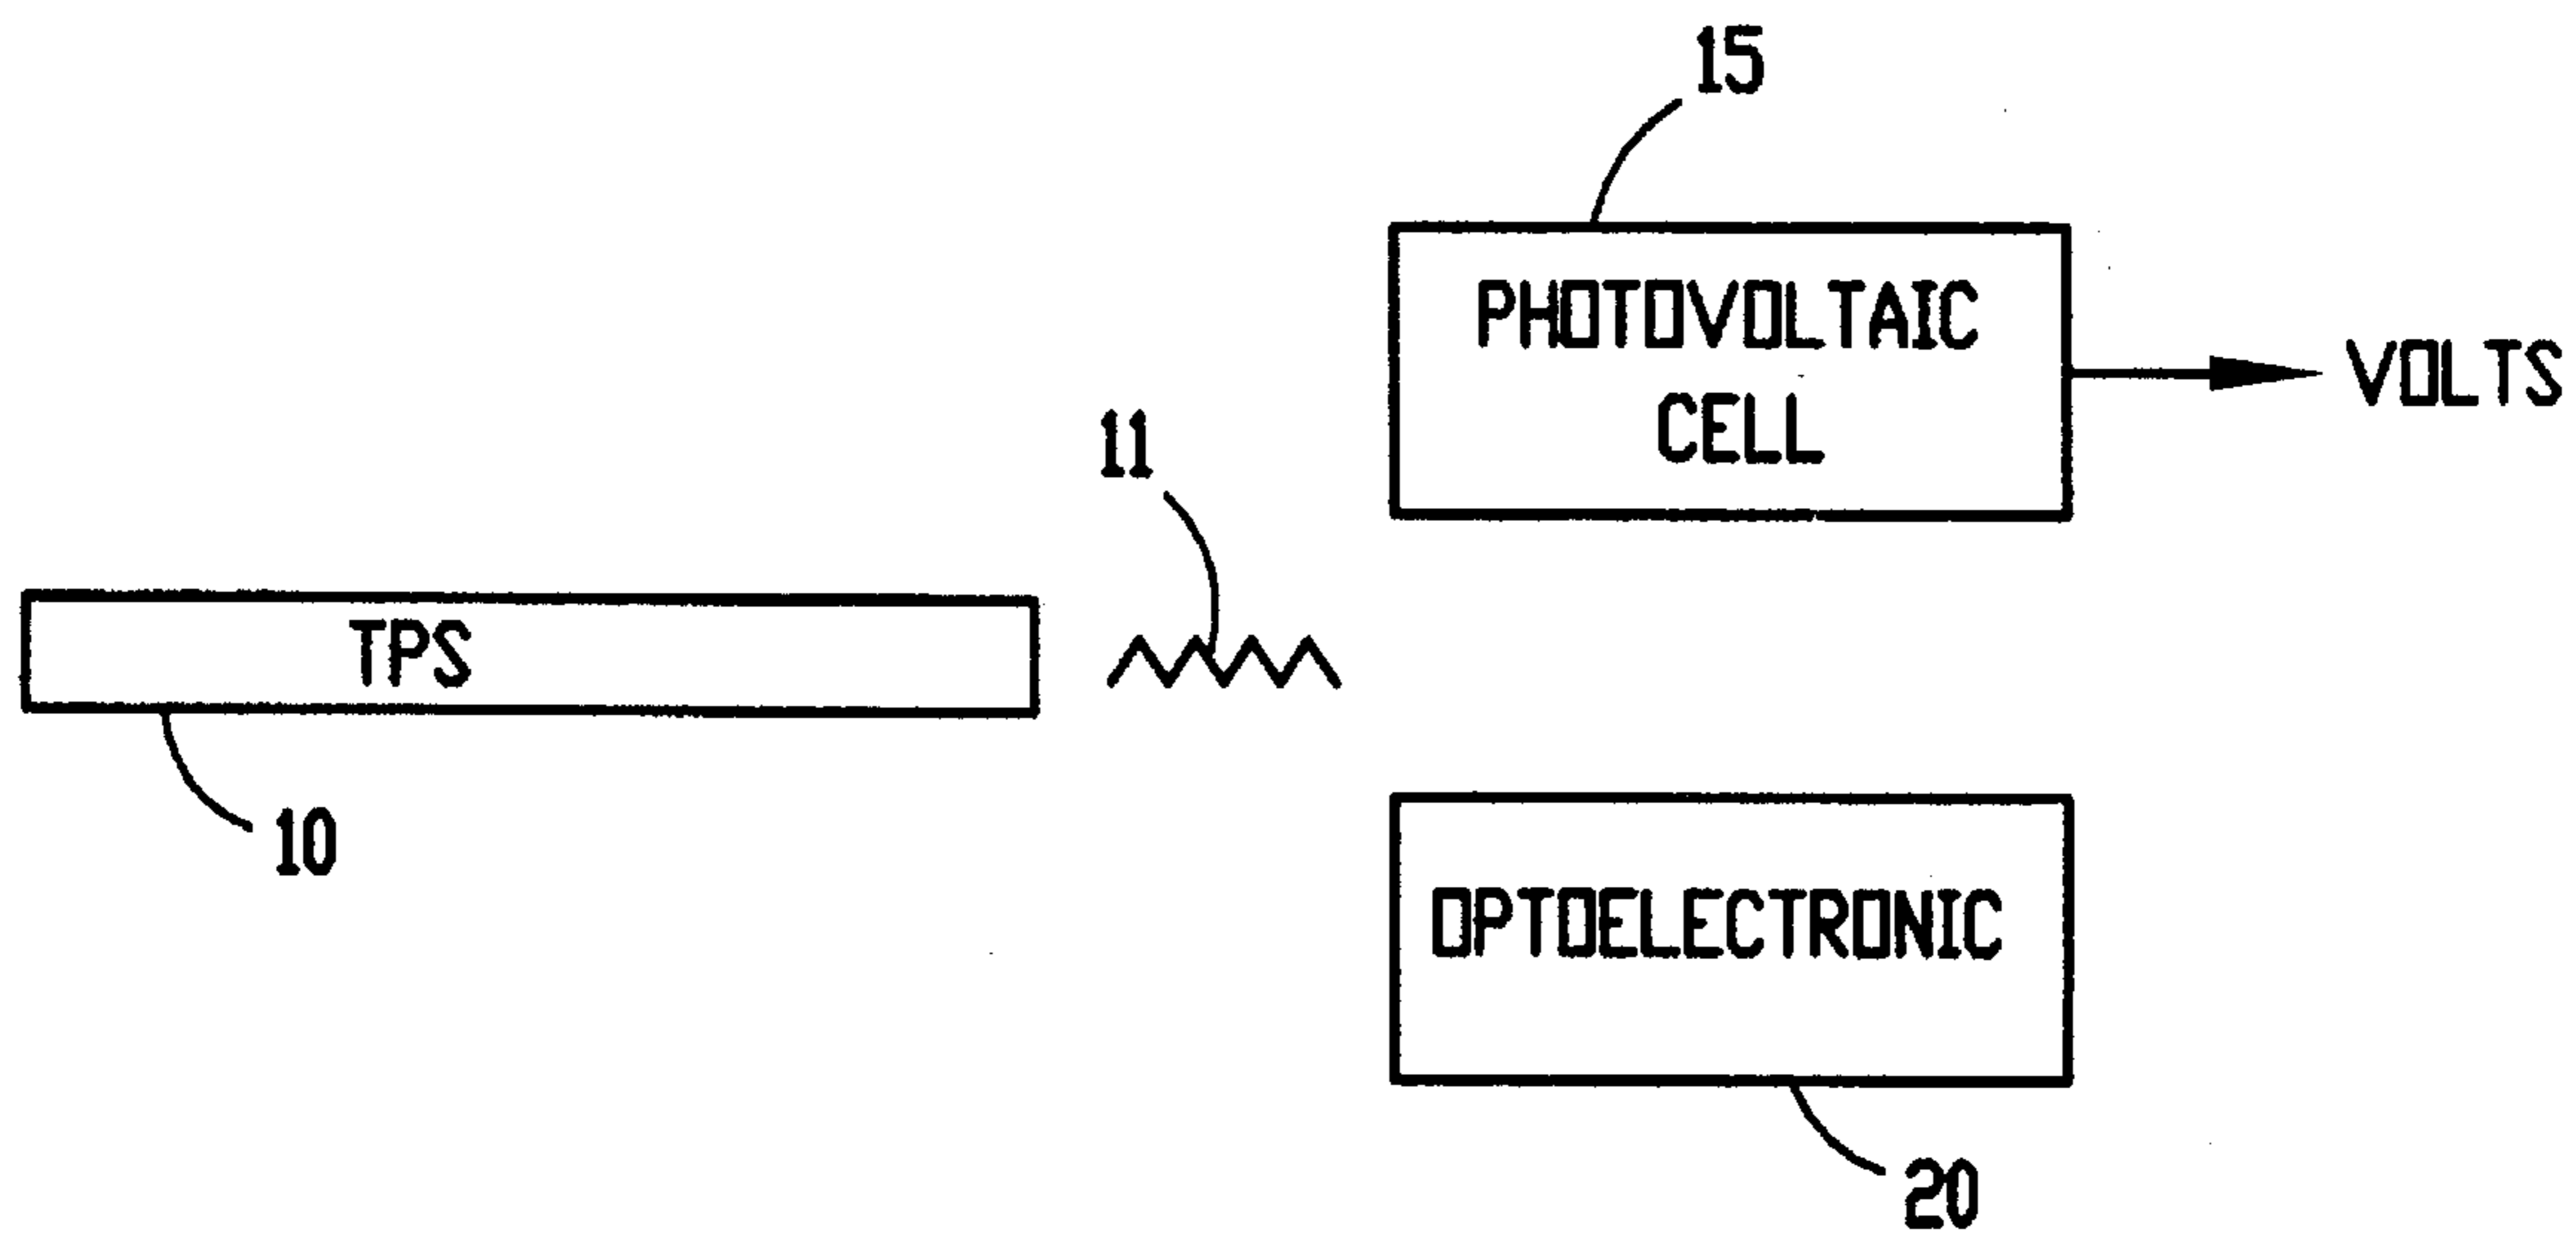 15
PHOTOVOLTAIC
CELL
VOLTS
11
TPS
10
OPTOELECTRONIC
20